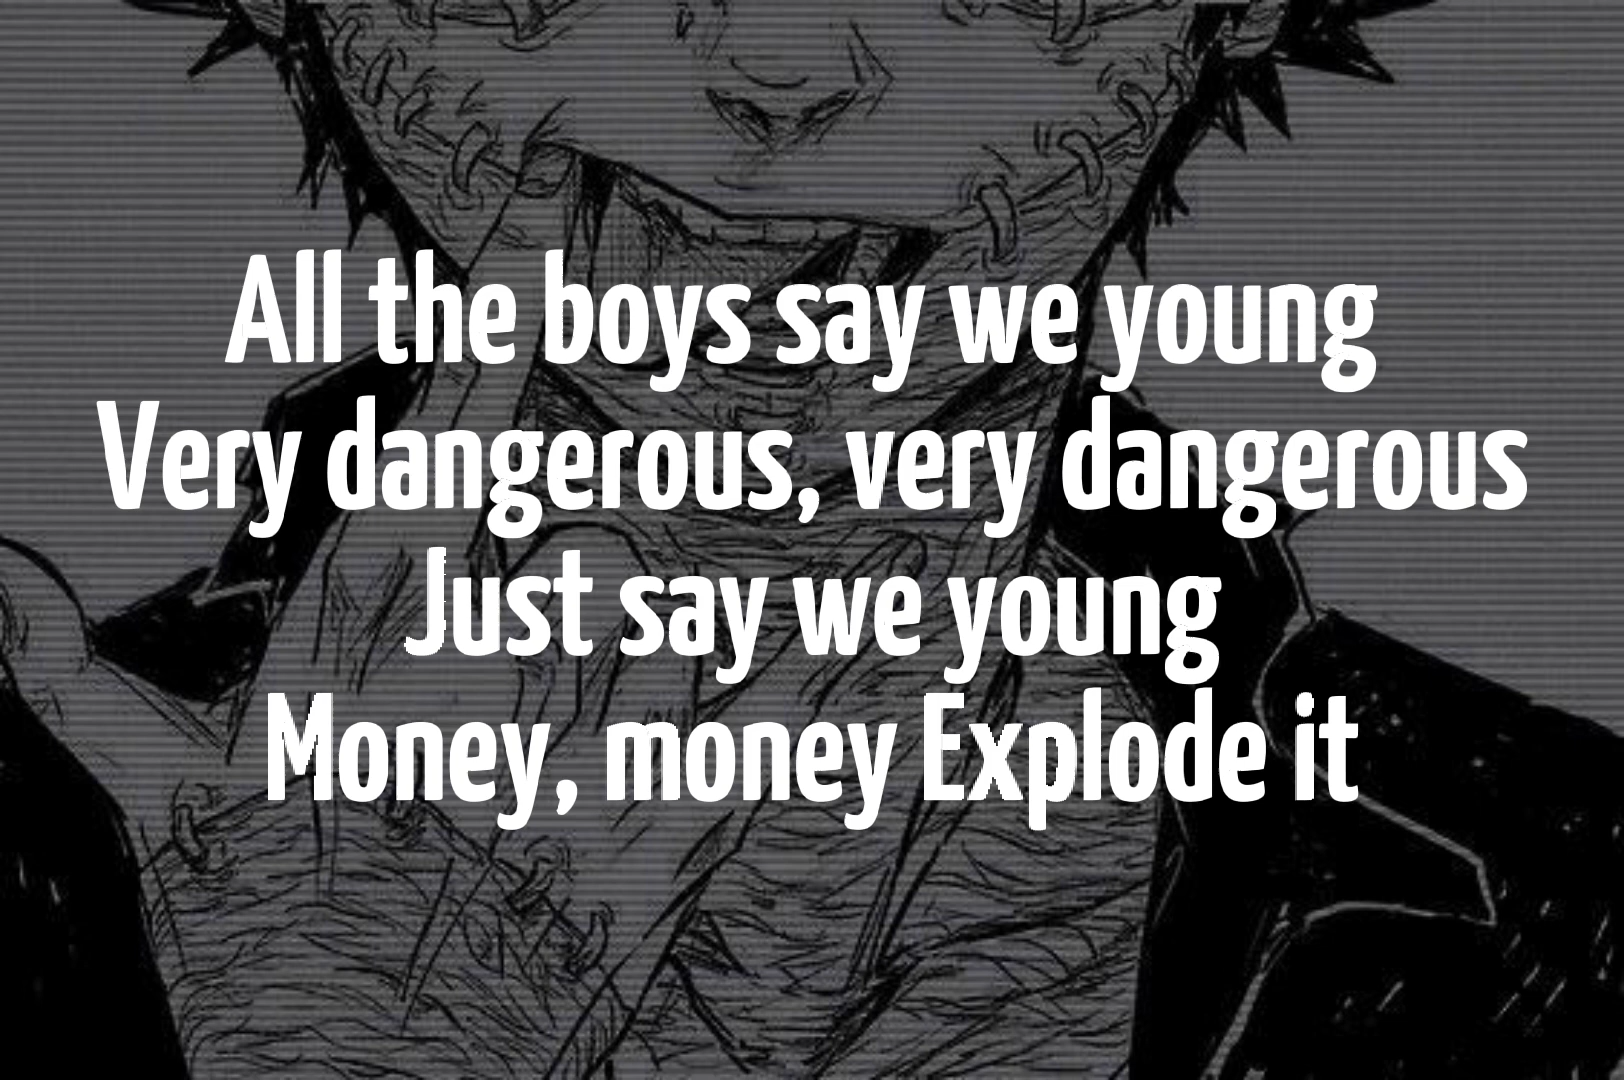 All the boys say we young
Very dangerous, very dangerous
Just say we young
Money, money Explode it